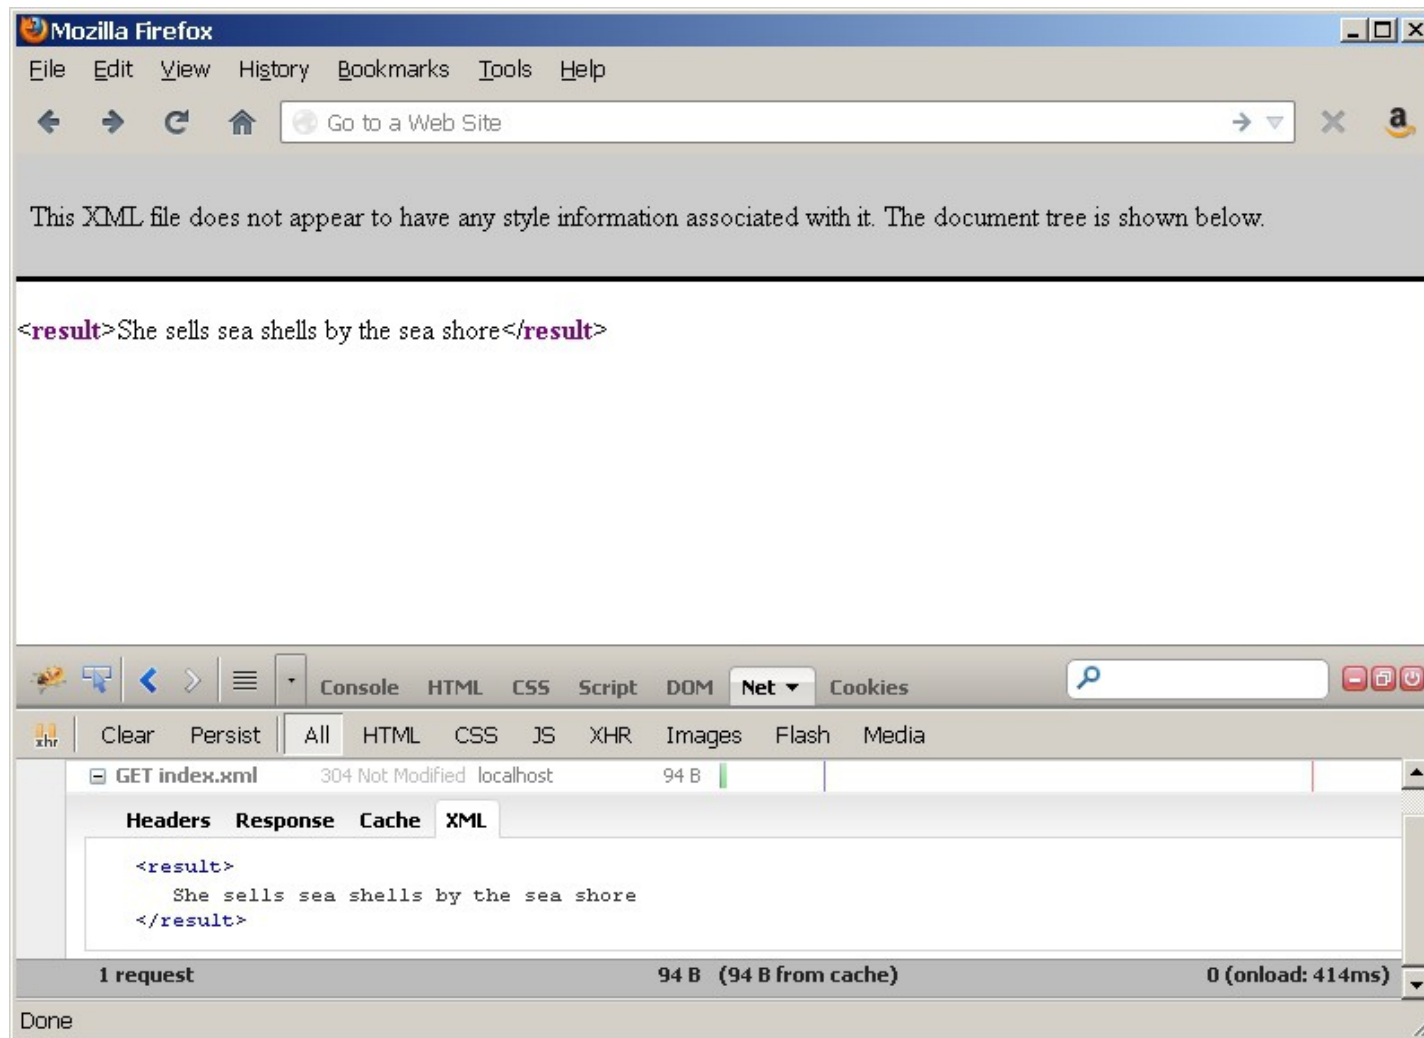 Mozilla Firefox
File Edit View History Bookmarks Tools Help
Go to a Web Site
a
This XML file does not appear to have any style information associated with it. The document tree is shown below.
<result>She sells sea shells by the sea shore</result>
Console HTML CSS Script DOM Net Cookies
xhr Clear Persist All HTML CSS JS XHR Images Flash Media
GET index.xml 304 Not Modified localhost 94 B
Headers Response Cache XML
<result>
She sells sea shells by the sea shore
</result>
1 request 94 B (94 B from cache) 0 (onload: 414ms)
Done